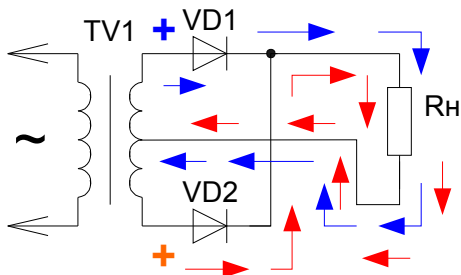 TV1
+
VD1
Rн
~
VD2
+